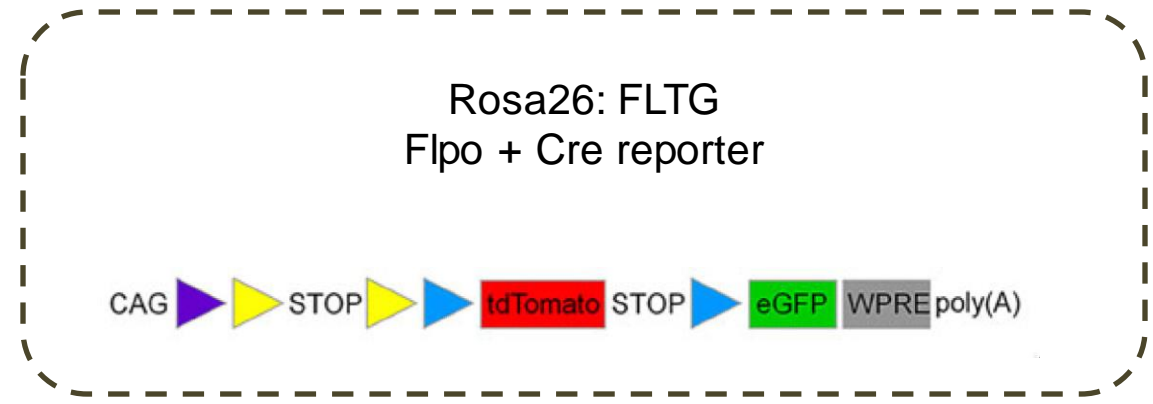 Rosa26: FLTG
Flpo + Cre reporter
CAG STOP tdTomato STOP eGFP WPRE poly(A)